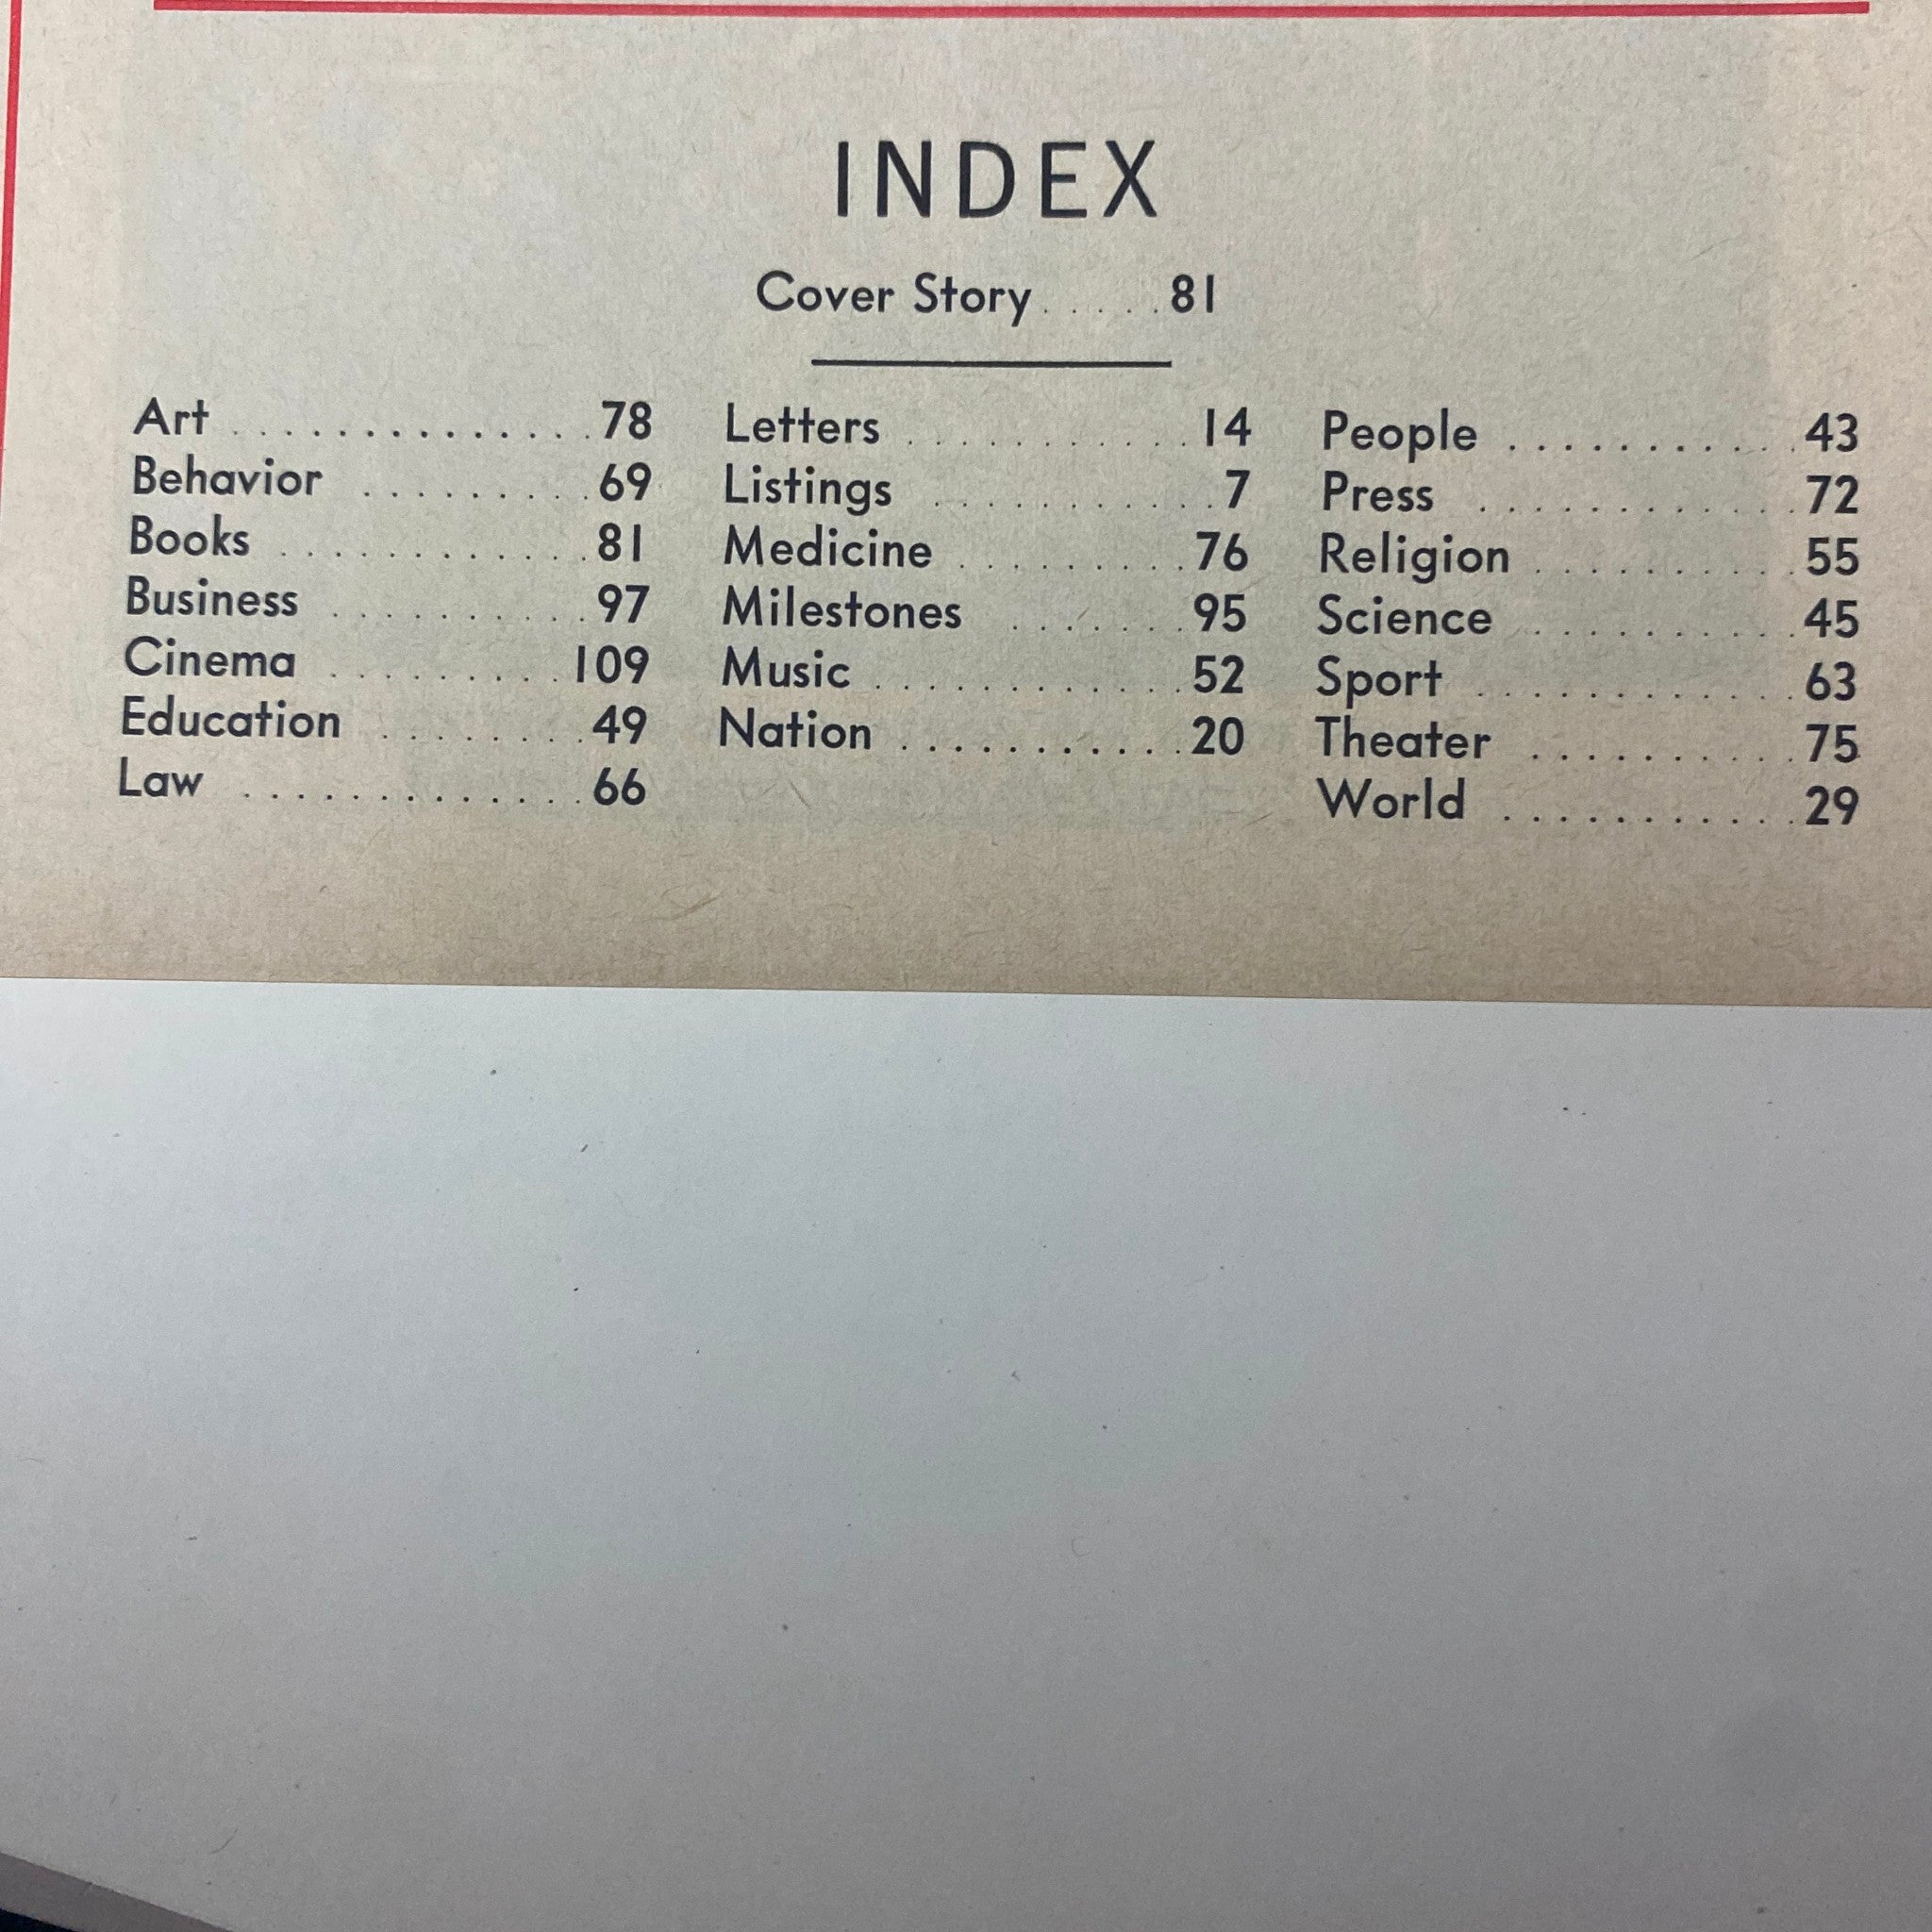 INDEX
Cover Story.....81
Art ..............78
Behavior .........69
Books ............81
Business ..........97
Cinema .........109
Education ........49
Law .............66
Letters ...........14
Listings ...........7
Medicine .........76
Milestones .......95
Music ............52
Nation ...........20
People ...........43
Press ............72
Religion ..........55
Science ..........45
Sport ............63
Theater ..........75
World ...........29